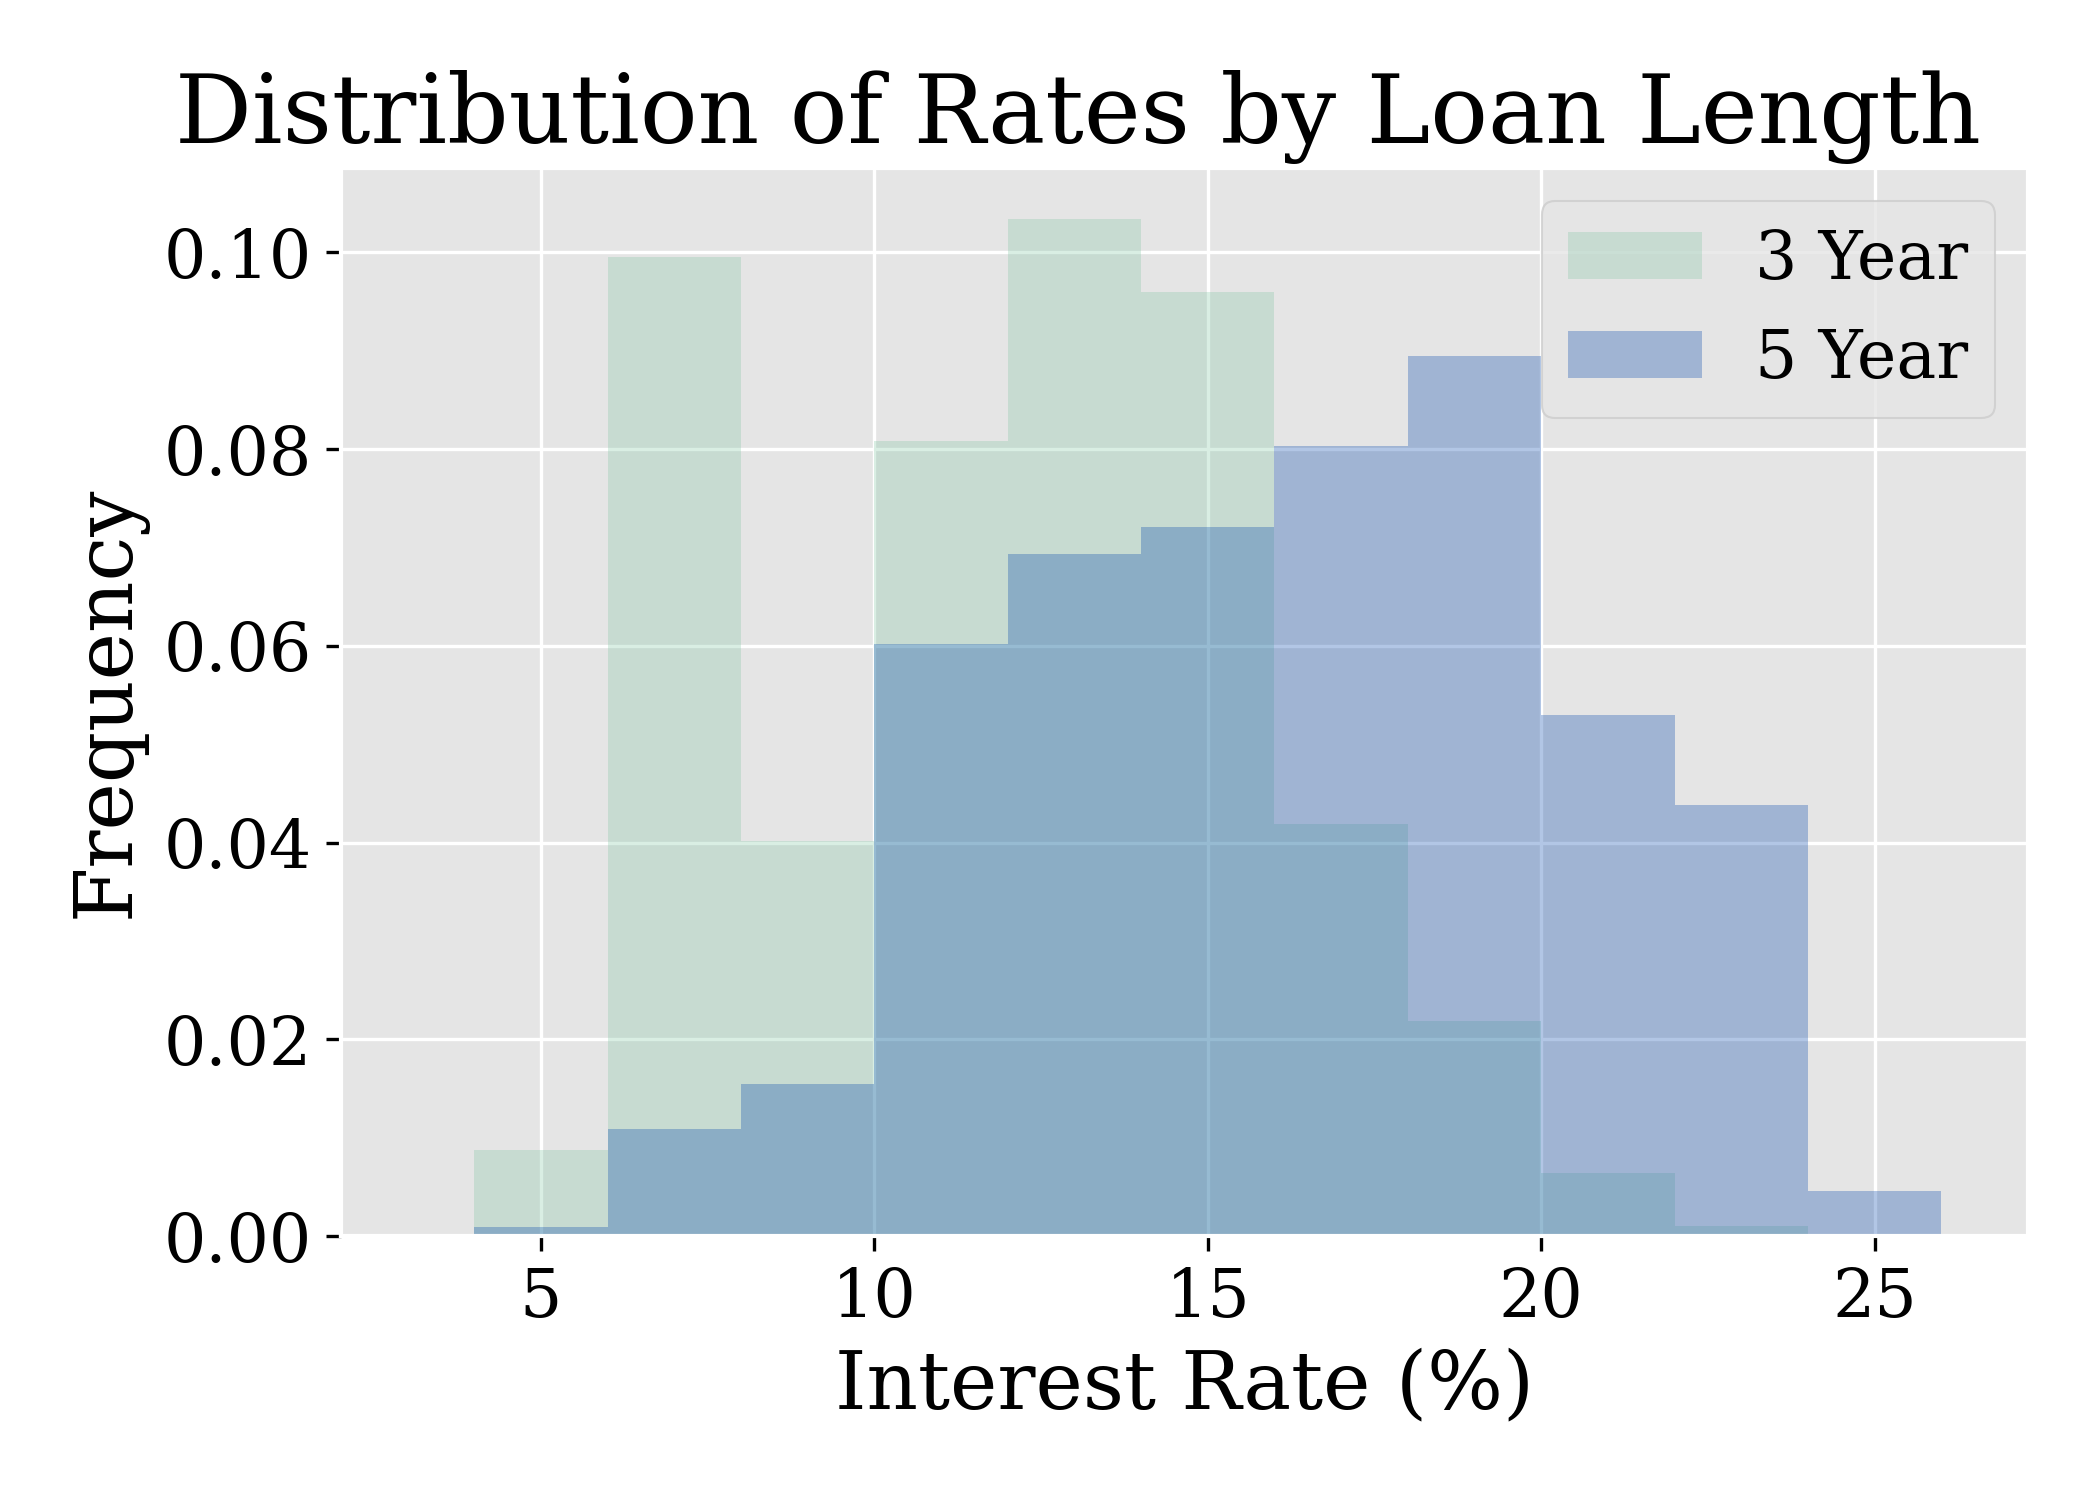 Distribution of Rates by Loan Length
3 Year
5 Year
Frequency
0.10
0.08
0.06
0.04
0.02
0.00
5 10 15 20 25
Interest Rate (%)